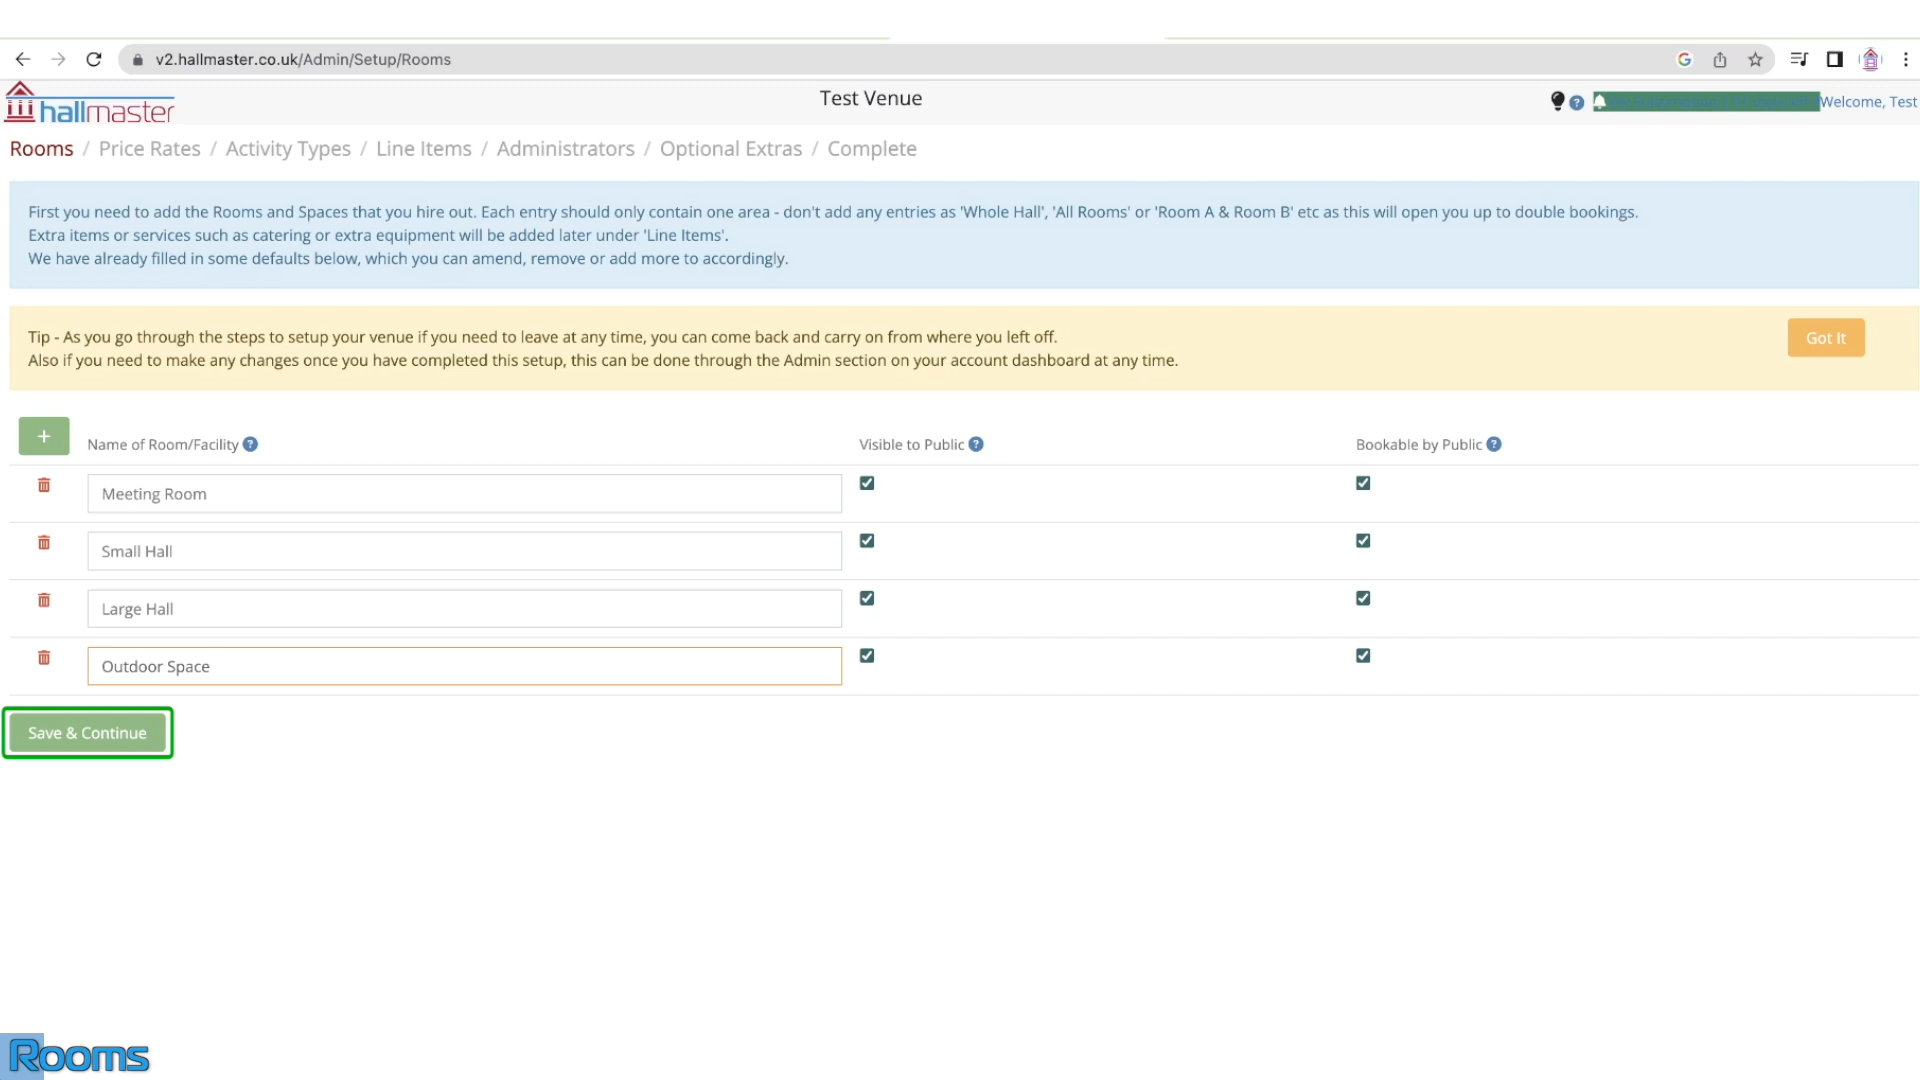 v2.hallmaster.co.uk/Admin/Setup/Rooms
hallmaster
Test Venue
Welcome, Test
Rooms / Price Rates / Activity Types / Line Items / Administrators / Optional Extras / Complete
First you need to add the Rooms and Spaces that you hire out. Each entry should only contain one area - don't add any entries as 'Whole Hall', 'All Rooms' or 'Room A & Room B' etc as this will open you up to double bookings.
Extra items or services such as catering or extra equipment will be added later under 'Line Items'.
We have already filled in some defaults below, which you can amend, remove or add more to accordingly.
Tip - As you go through the steps to setup your venue if you need to leave at any time, you can come back and carry on from where you left off.
Also if you need to make any changes once you have completed this setup, this can be done through the Admin section on your account dashboard at any time.
Got It
+ Name of Room/Facility ? Visible to Public ? Bookable by Public ?
Meeting Room
Small Hall
Large Hall
Outdoor Space
Save & Continue
Rooms